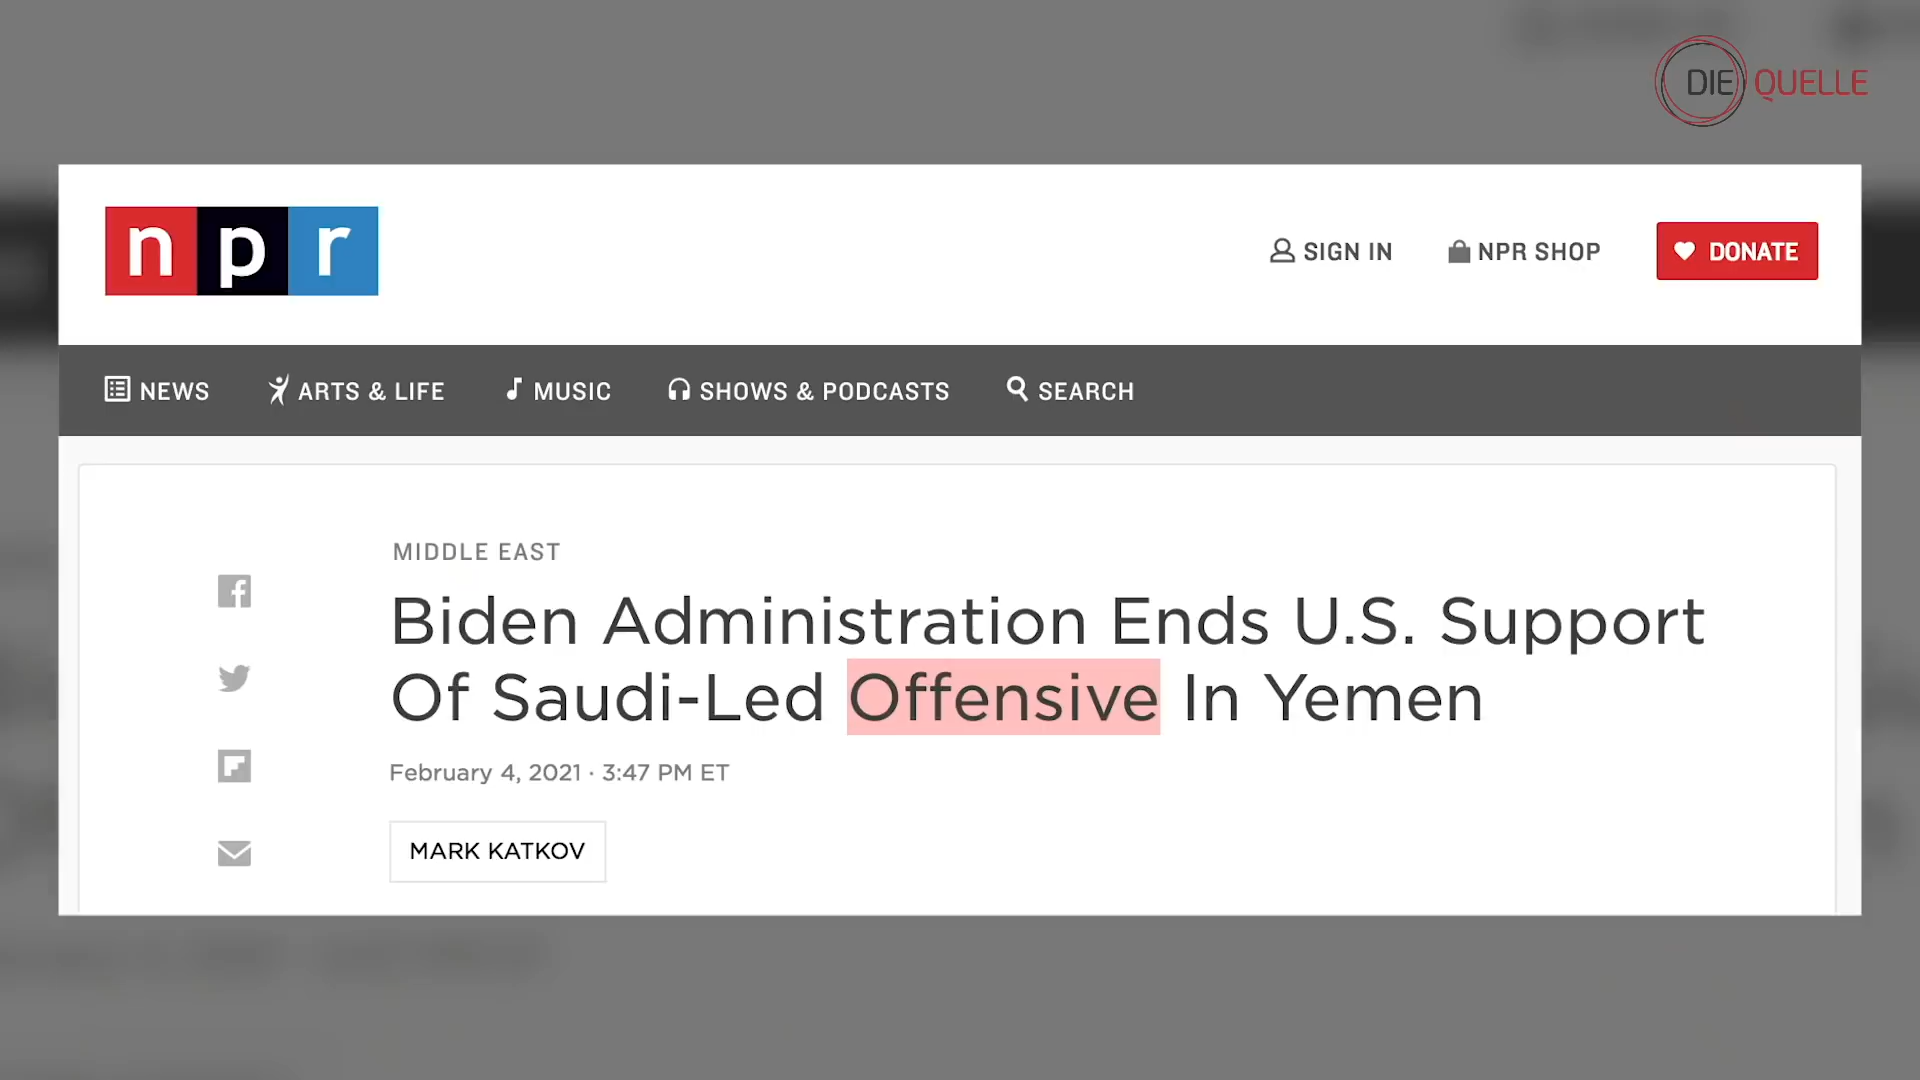 DIE QUELLE
npr
SIGN IN
NPR SHOP
DONATE
NEWS
ARTS & LIFE
MUSIC
SHOWS & PODCASTS
SEARCH
MIDDLE EAST
Biden Administration Ends U.S. Support
Of Saudi-Led Offensive In Yemen
February 4, 2021 · 3:47 PM ET
MARK KATKOV